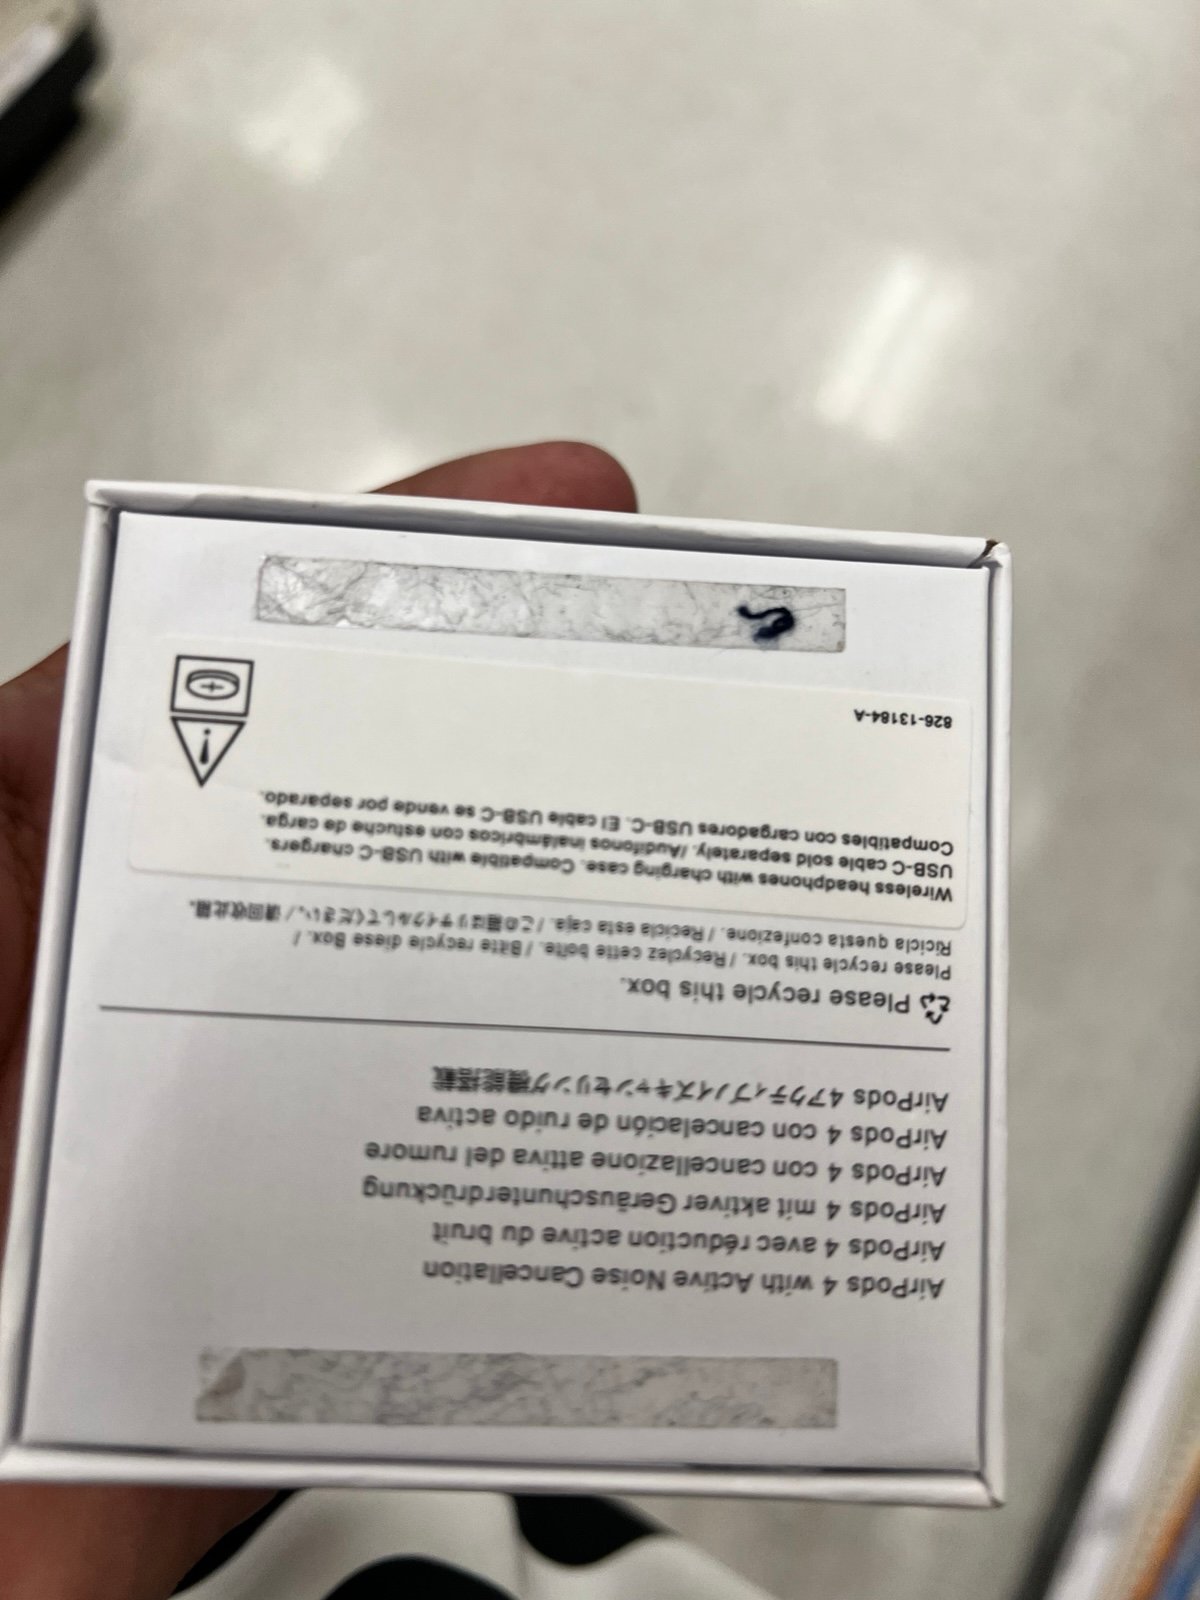 AirPods 4 with Active Noise Cancellation
AirPods 4 avec réduction active du bruit
AirPods 4 mit aktiver Geräuschunterdrückung
AirPods 4 con cancellazione attiva del rumore
AirPods 4 con cancelación de ruido activa
AirPods 4アクティブノイズキャンセリング機能搭載
Please recycle this box.
Please recycle this box. / Recyclez cette boîte. / Bitte recycle diese Box. /
Ricicla questa confezione. / Recicla esta caja. / この箱はリサイクルしてください。/ 請回收此箱。
Wireless headphones with charging case. Compatible with USB-C chargers.
USB-C cable sold separately. /Audífonos inalámbricos con estuche de carga.
Compatibles con cargadores USB-C. El cable USB-C se vende por separado.
826-13184-A